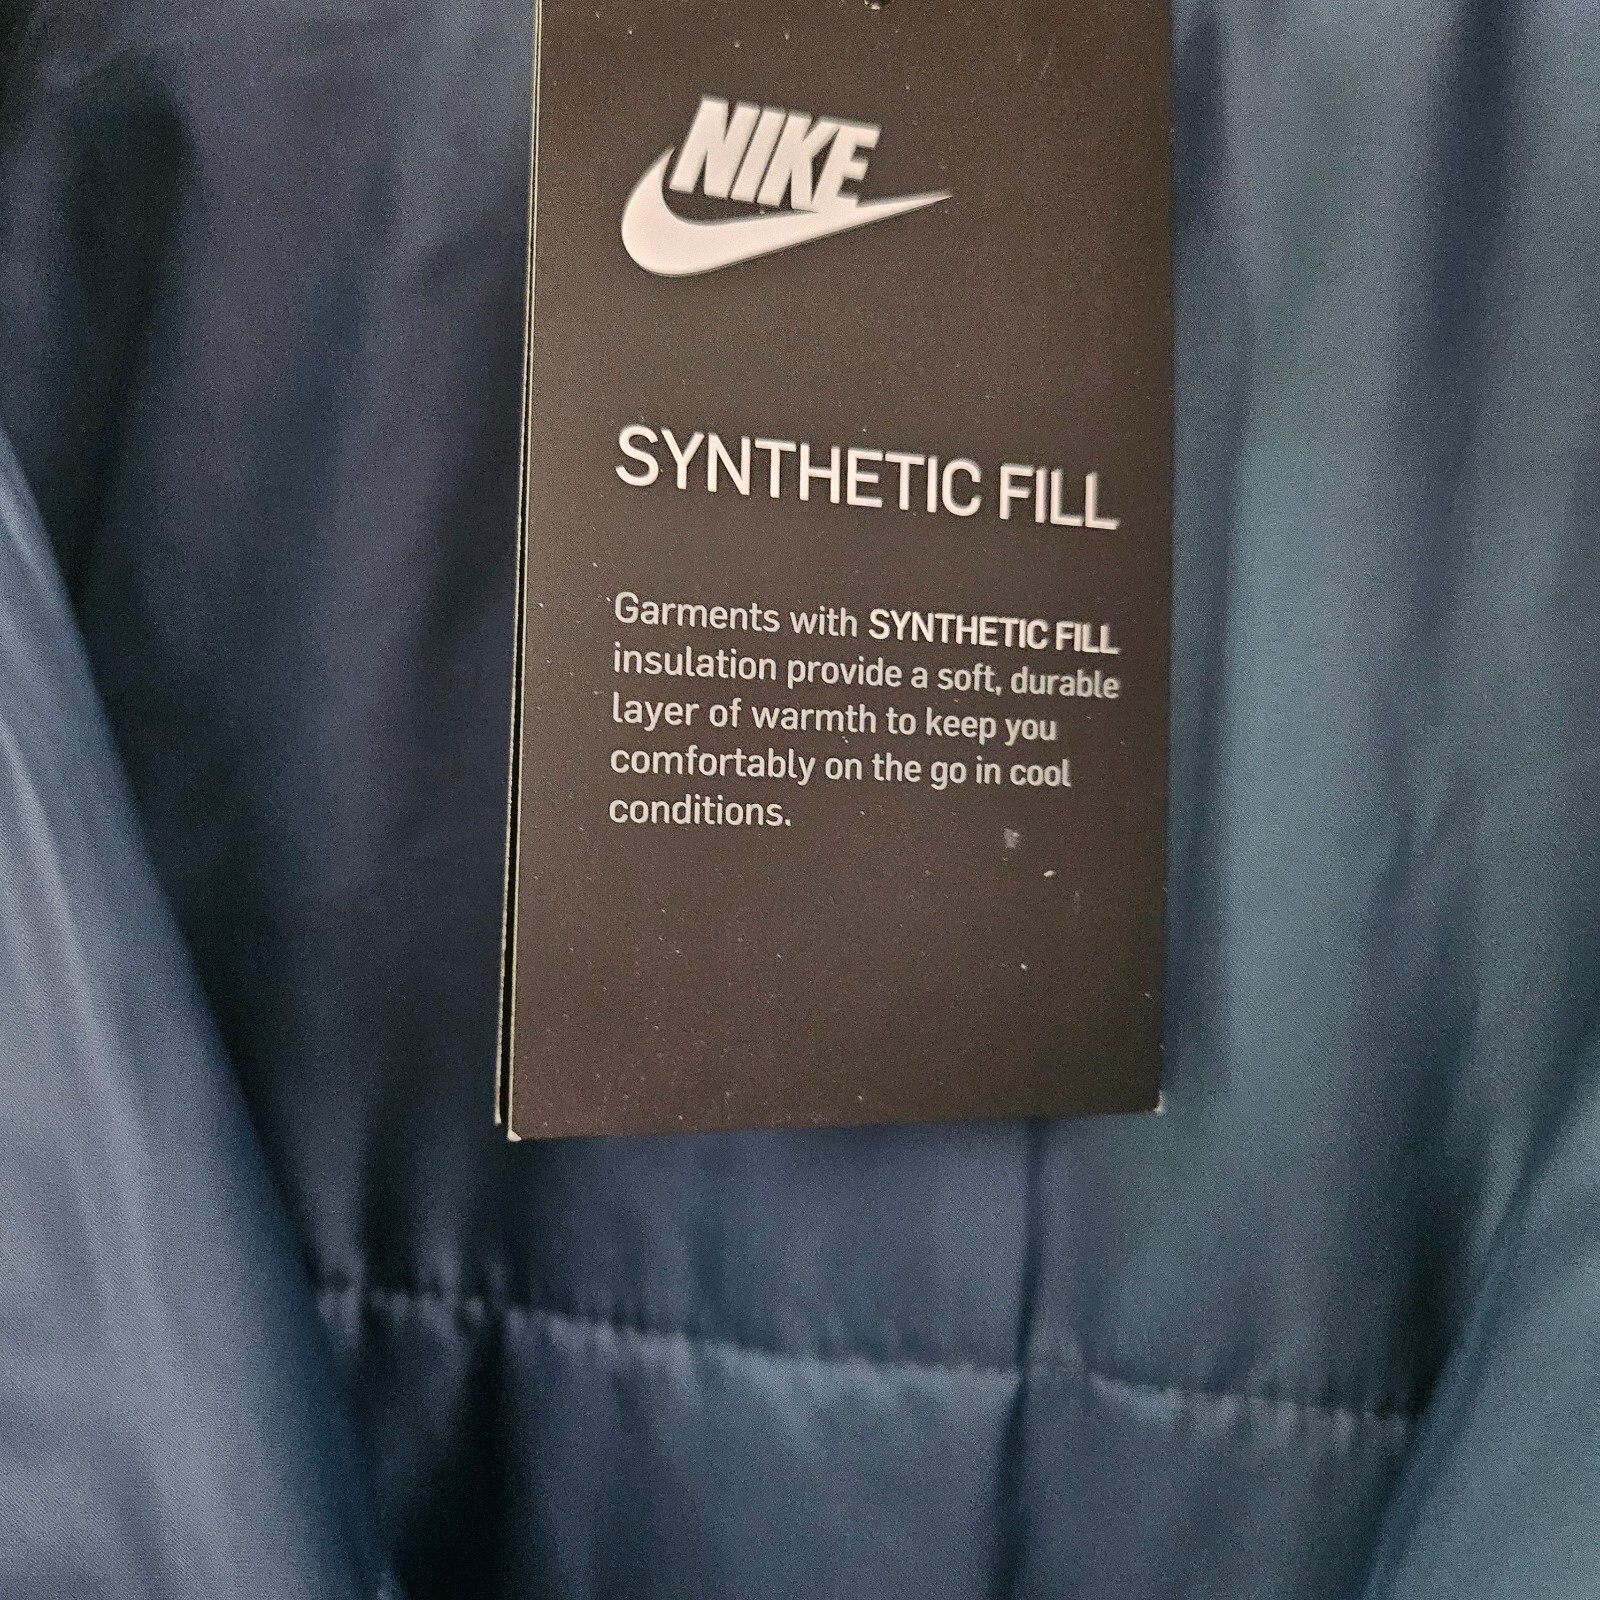 NIKE
SYNTHETIC FILL
Garments with SYNTHETIC FILL
insulation provide a soft, durable
layer of warmth to keep you
comfortably on the go in cool
conditions.